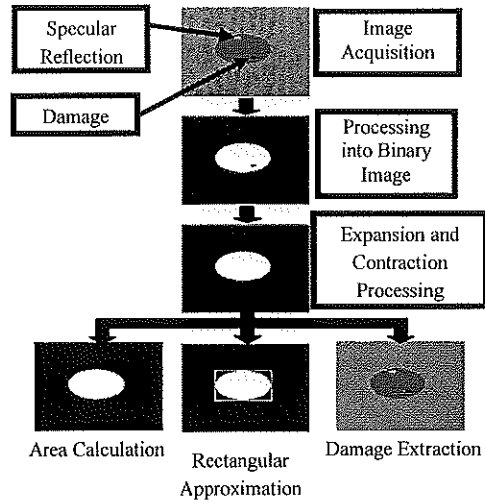 Specular
Reflection
Image
Acquisition
Damage
Processing
into Binary
Image
Expansion and
Contraction
Processing
Area Calculation
Rectangular
Approximation
Damage Extraction